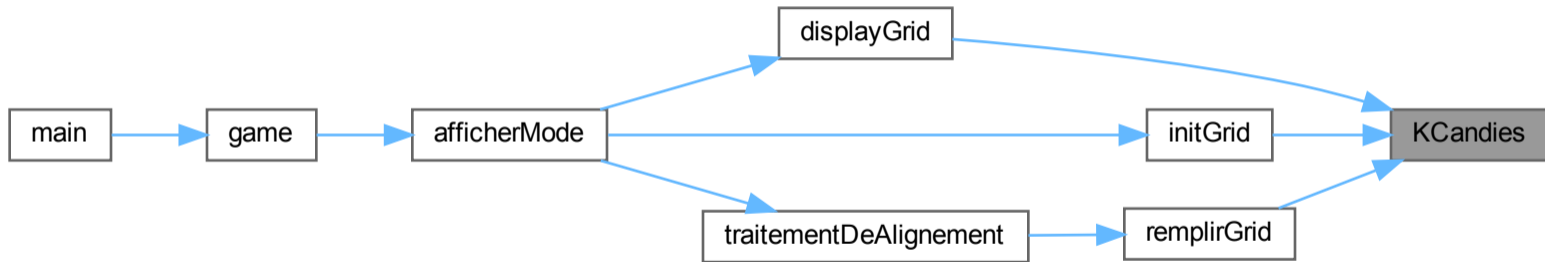 displayGrid
main
game
afficherMode
initGrid
KCandies
traitementDeAlignement
remplirGrid